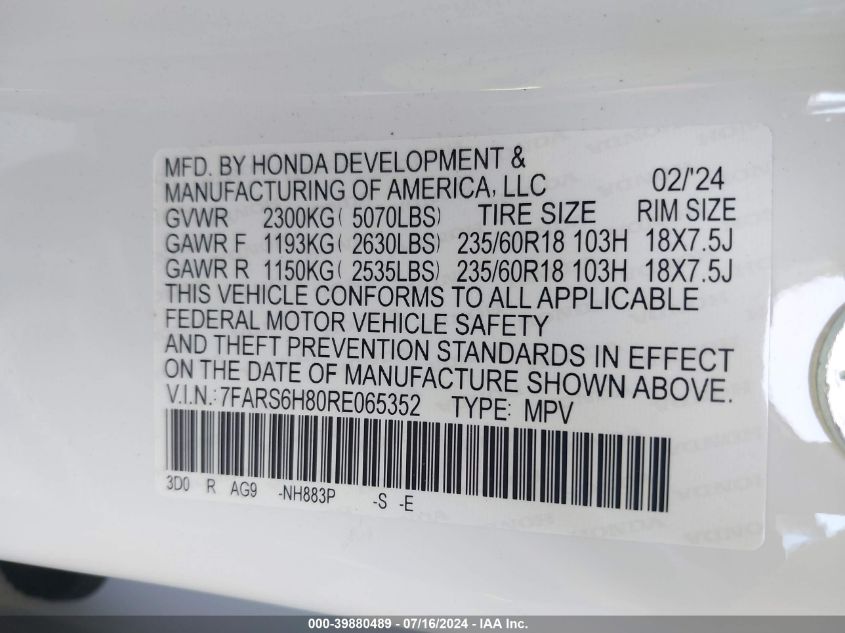 MFD. BY HONDA DEVELOPMENT &
MANUFACTURING OF AMERICA, LLC 02/'24
GVWR 2300KG( 5070LBS) TIRE SIZE RIM SIZE
GAWR F 1193KG( 2630LBS) 235/60R18 103H 18X7.5J
GAWR R 1150KG( 2535LBS) 235/60R18 103H 18X7.5J
THIS VEHICLE CONFORMS TO ALL APPLICABLE
FEDERAL MOTOR VEHICLE SAFETY
AND THEFT PREVENTION STANDARDS IN EFFECT
ON THE DATE OF MANUFACTURE SHOWN ABOVE.
V.I.N.: 7FARS6H80RE065352 TYPE: MPV
3D0 R AG9 -NH883P -S -E
000-39880489 - 07/16/2024 - IAA Inc.